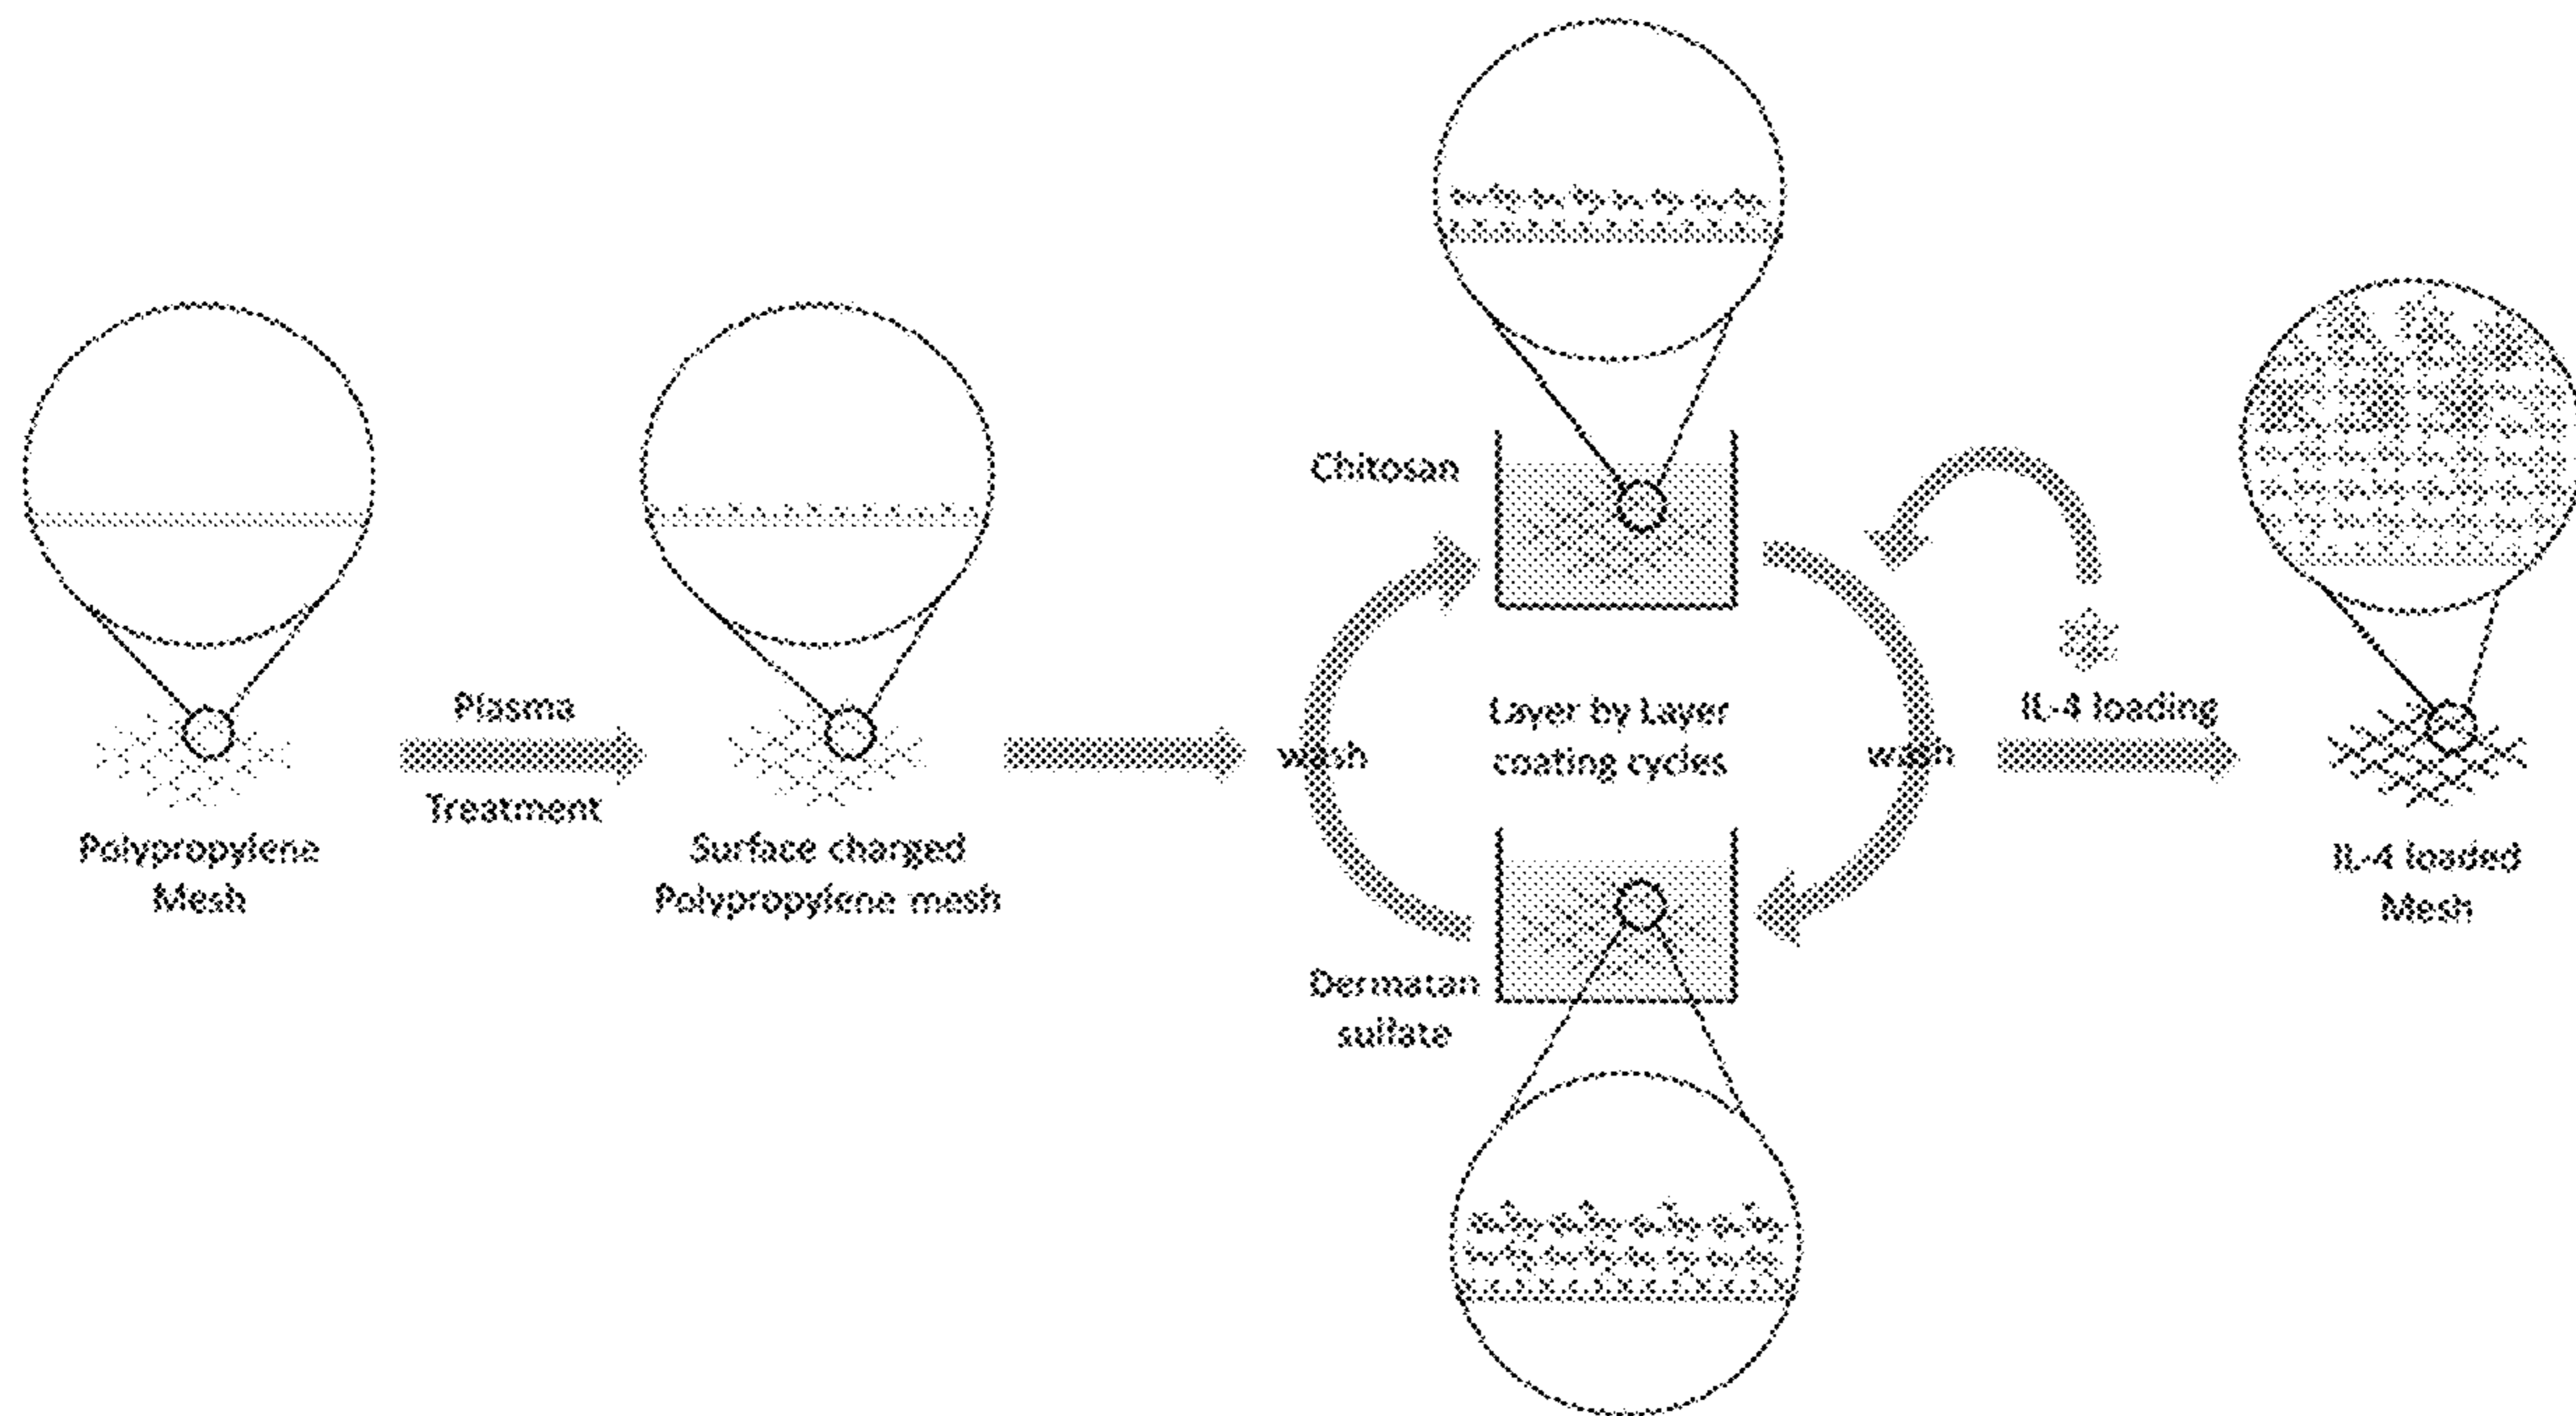 Polypropylene
Mesh
Plasma
Treatment
Surface charged
Polypropylene mesh
Chitosan
wash
Layer by Layer
coating cycles
wash
Dermatan
sulfate
IL-4 loading
IL-4 loaded
Mesh